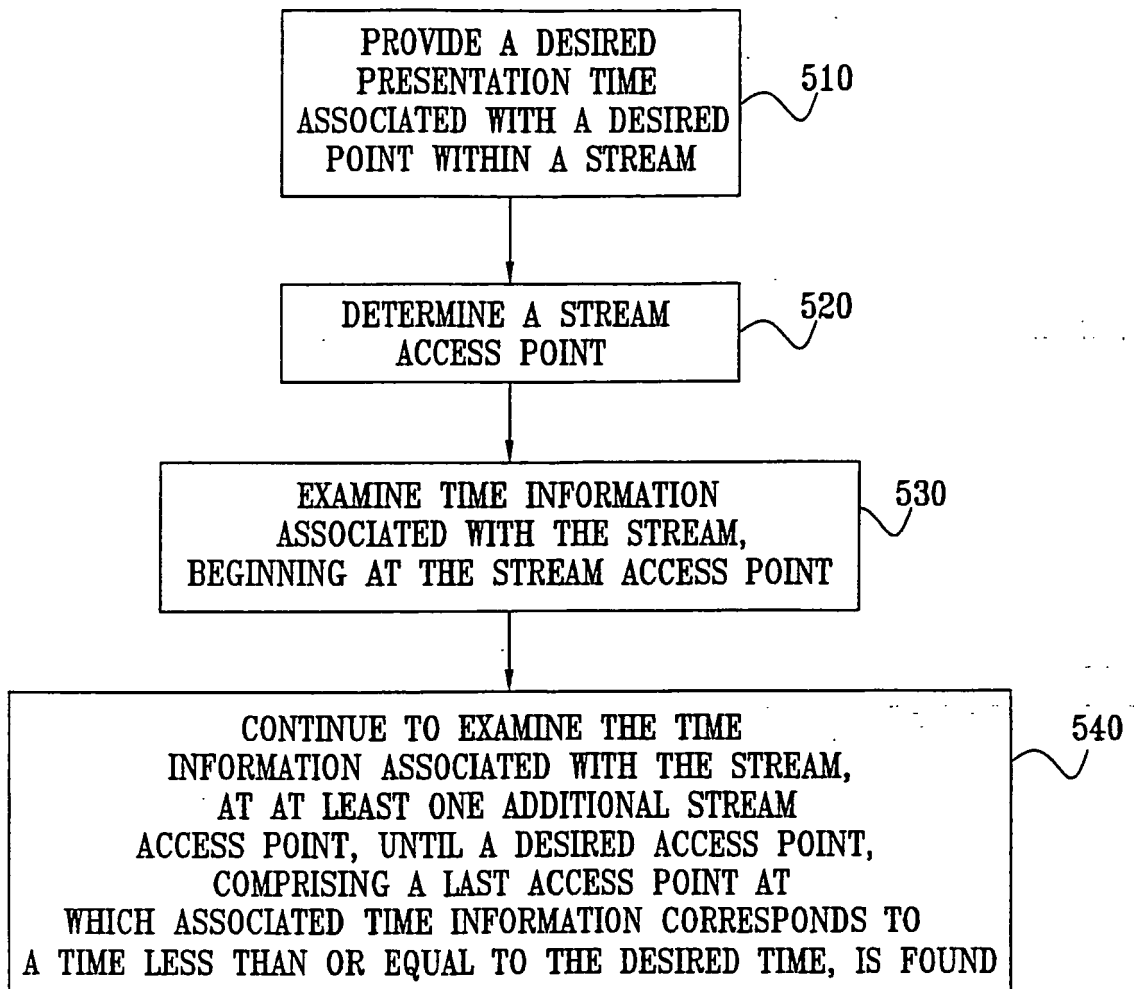 PROVIDE A DESIRED
PRESENTATION TIME
ASSOCIATED WITH A DESIRED
POINT WITHIN A STREAM
510
DETERMINE A STREAM
ACCESS POINT
520
EXAMINE TIME INFORMATION
ASSOCIATED WITH THE STREAM,
BEGINNING AT THE STREAM ACCESS POINT
530
CONTINUE TO EXAMINE THE TIME
INFORMATION ASSOCIATED WITH THE STREAM,
AT AT LEAST ONE ADDITIONAL STREAM
ACCESS POINT, UNTIL A DESIRED ACCESS POINT,
COMPRISING A LAST ACCESS POINT AT
WHICH ASSOCIATED TIME INFORMATION CORRESPONDS TO
A TIME LESS THAN OR EQUAL TO THE DESIRED TIME, IS FOUND
540